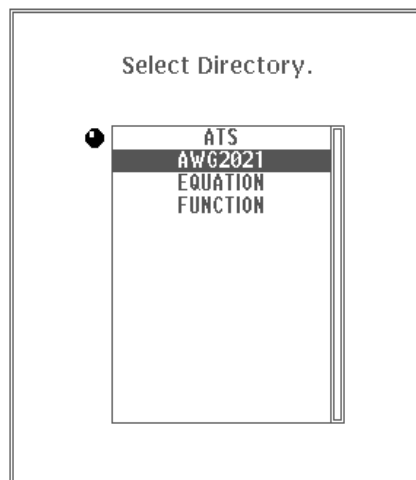 Select Directory.
ATS
AWG2021
EQUATION
FUNCTION